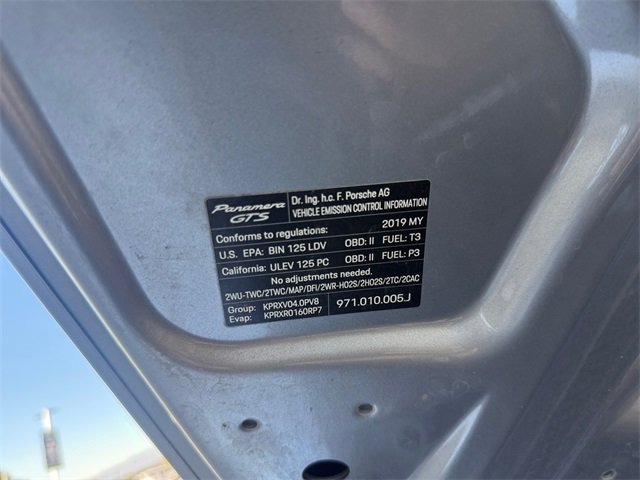 Panamera
GTS
Dr. Ing. h.c. F. Porsche AG
VEHICLE EMISSION CONTROL INFORMATION
Conforms to regulations: 2019 MY
U.S. EPA: BIN 125 LDV OBD: II FUEL: T3
California: ULEV 125 PC OBD: II FUEL: P3
No adjustments needed.
2WU-TWC/2TWC/MAP/DFI/2WR-HO2S/2HO2S/2TC/2CAC
Group: KPRXV04.0PV8 971.010.005.J
Evap: KPRXR0160RP7